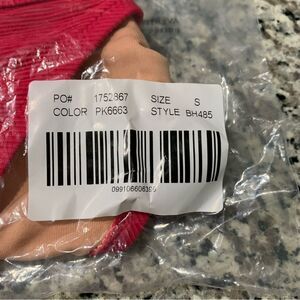 PO# 1752867 SIZE S
COLOR PK6663 STYLE BH485